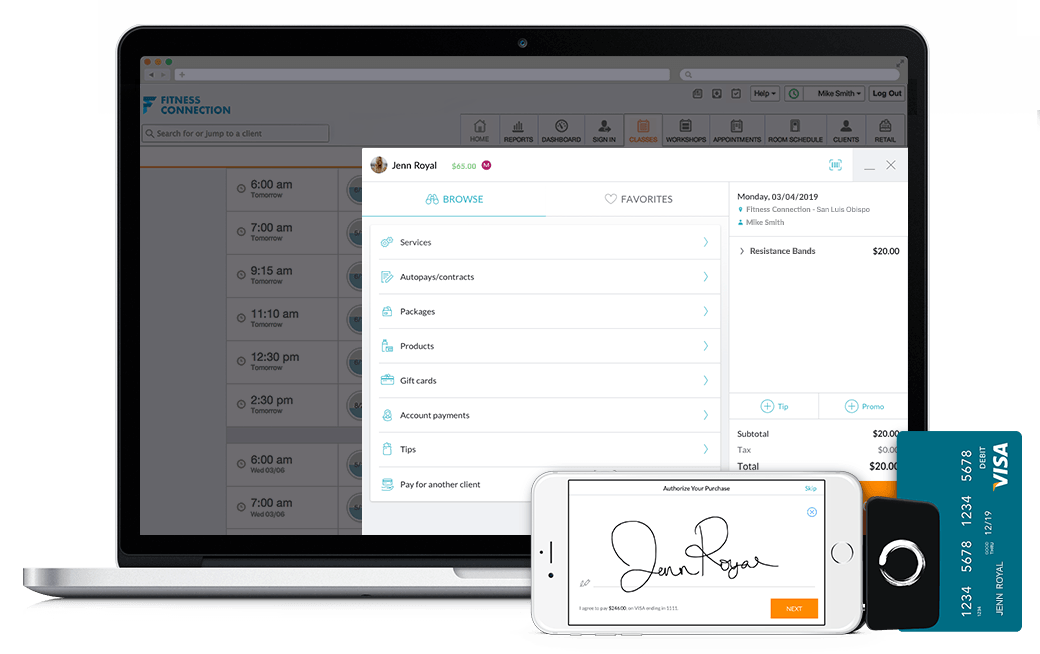 FITNESS
CONNECTION
Help
Mike Smith
Log Out
Search for or jump to a client
HOME
REPORTS
DASHBOARD
SIGN IN
CLASSES
WORKSHOPS
APPOINTMENTS
ROOM SCHEDULE
CLIENTS
RETAIL
Jenn Royal $65.00 M
BROWSE
FAVORITES
Services
Autopays/contracts
Packages
Products
Gift cards
Account payments
Tips
Pay for another client
Monday, 03/04/2019
Fitness Connection - San Luis Obispo
Mike Smith
Resistance Bands $20.00
Tip
Promo
Subtotal $20.00
Tax $0.00
Total $20.00
6:00 am
Tomorrow
7:00 am
Tomorrow
9:15 am
Tomorrow
11:10 am
Tomorrow
12:30 pm
Tomorrow
2:30 pm
Tomorrow
6:00 am
Wed 03/06
7:00 am
Wed 03/06
Authorize Your Purchase
Skip
Jenn Royal
I agree to pay $246.00, on VISA ending in 1111.
NEXT
VISA
DEBIT
1234 5678 1234 5678
1234
GOOD
THRU
12/19
JENN ROYAL